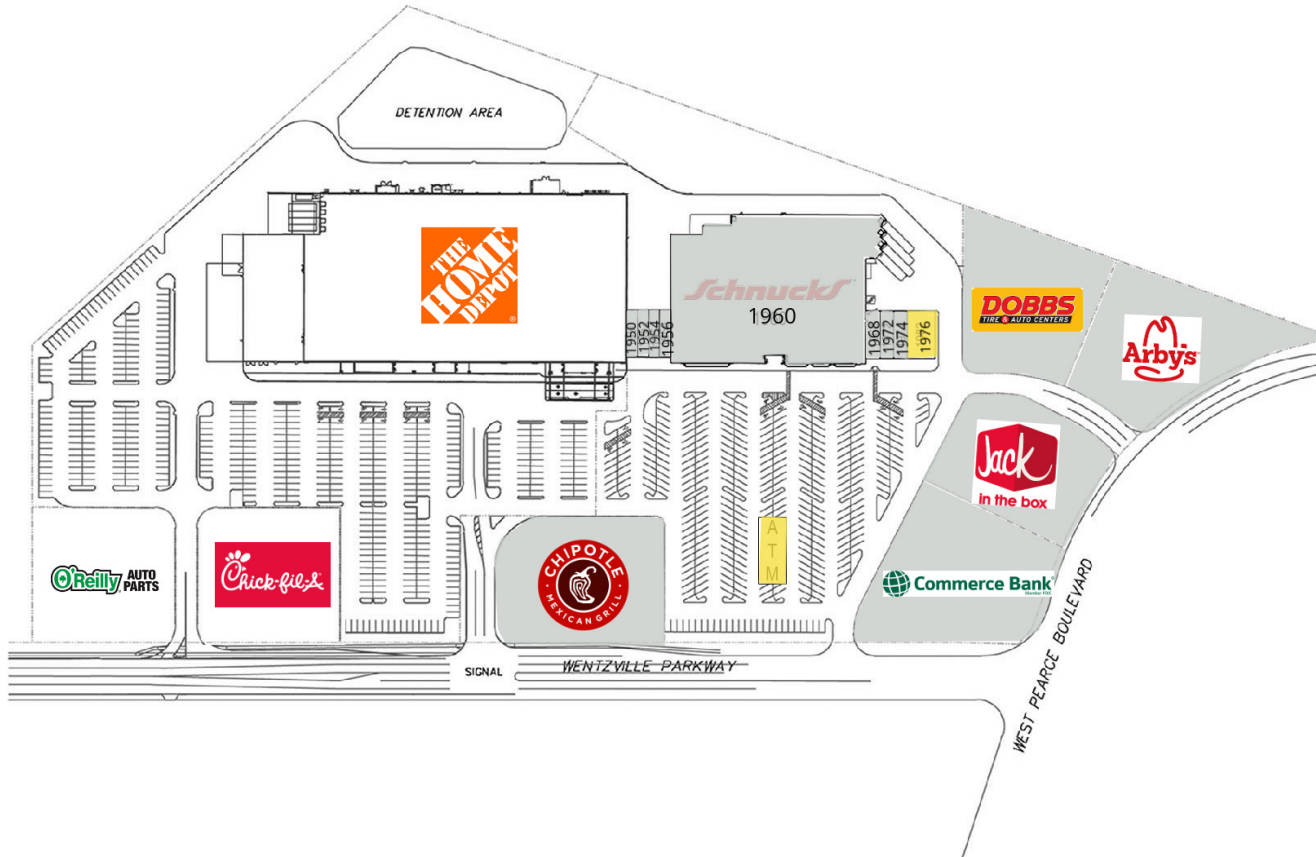 DETENTION AREA
THE
HOME
DEPOT
Schnucks
1960
1950
1952
1954
1956
1968
1972
1974
1976
DOBBS
TIRE & AUTO CENTERS
Arby's
Jack
in the box
ATM
O'Reilly AUTO PARTS
Chick-fil-A
CHIPOTLE
MEXICAN GRILL
Commerce Bank
Member FDIC
SIGNAL
WENTZVILLE PARKWAY
WEST PEARCE BOULEVARD